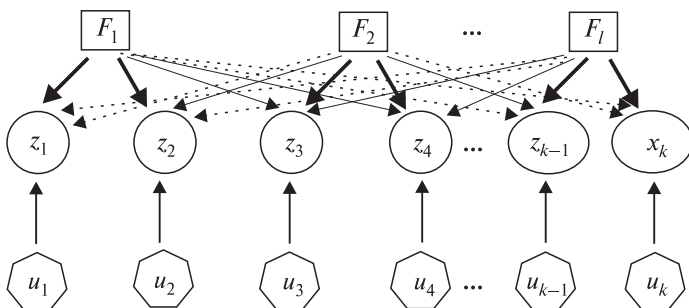 F₁ F₂ ... Fₗ
z₁ z₂ z₃ z₄ ... zₖ₋₁ xₖ
u₁ u₂ u₃ u₄ ... uₖ₋₁ uₖ